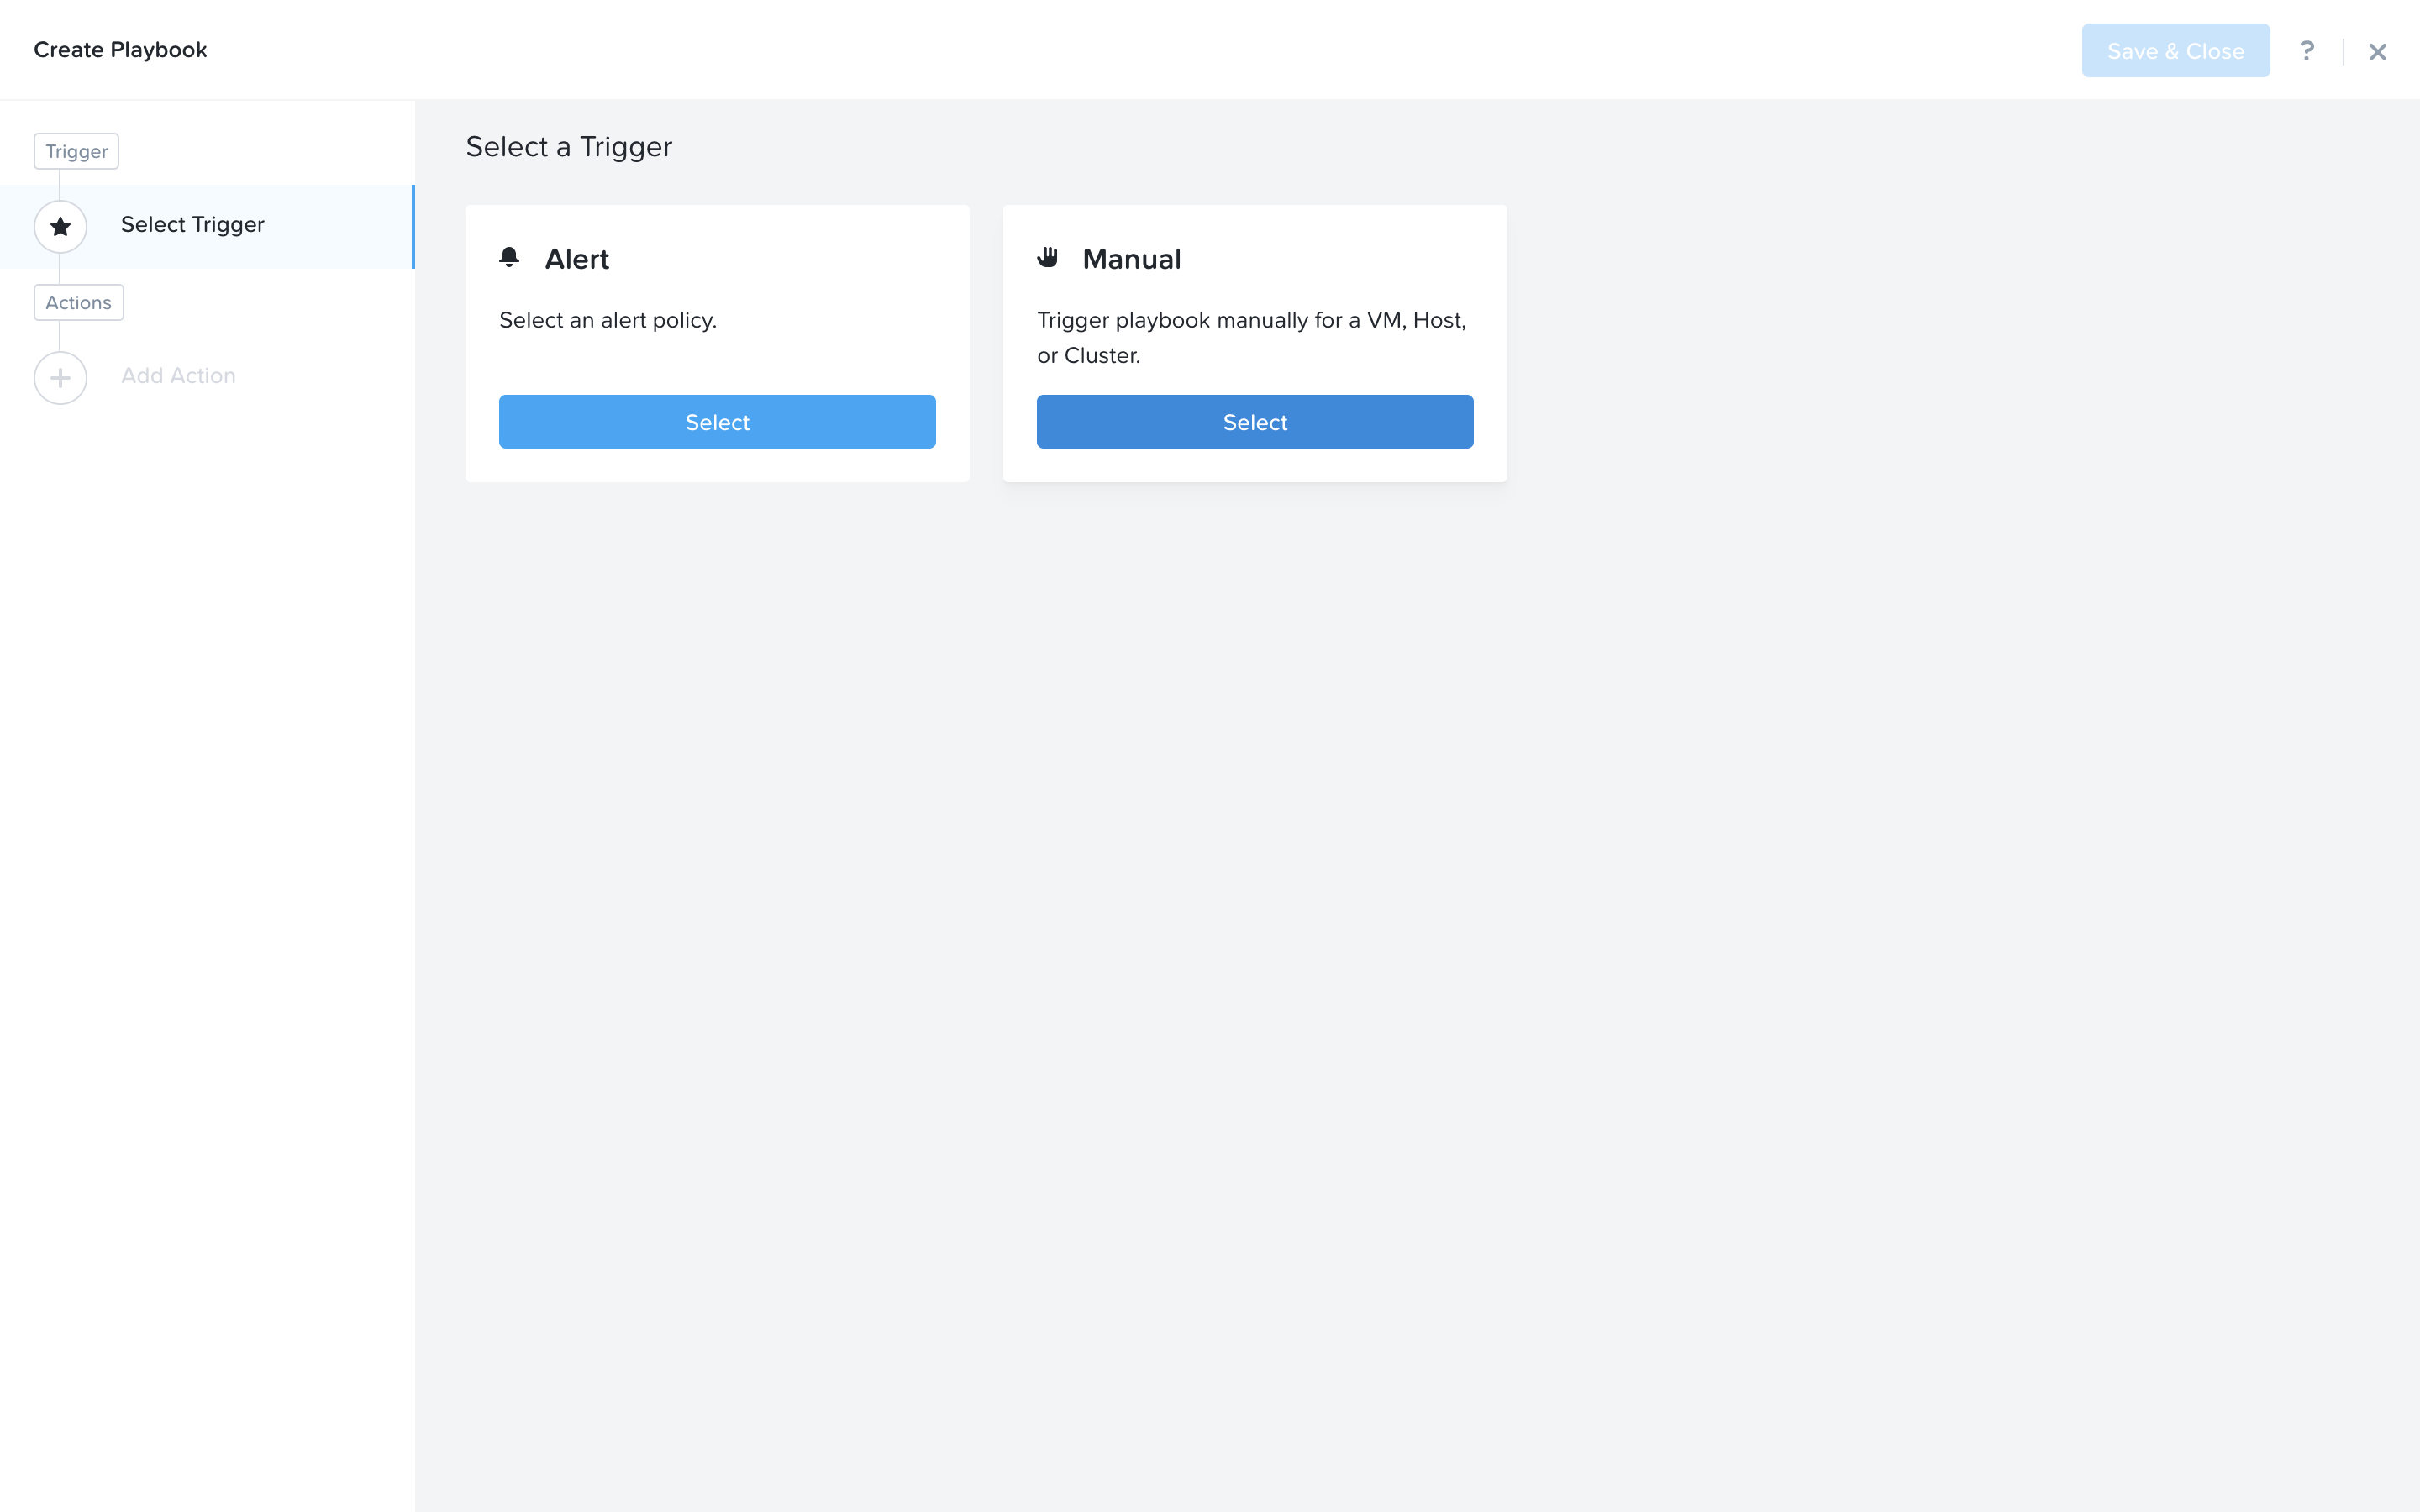 Create Playbook
Save & Close
?
Trigger
Select Trigger
Actions
Add Action
Select a Trigger
Alert
Select an alert policy.
Select
Manual
Trigger playbook manually for a VM, Host,
or Cluster.
Select